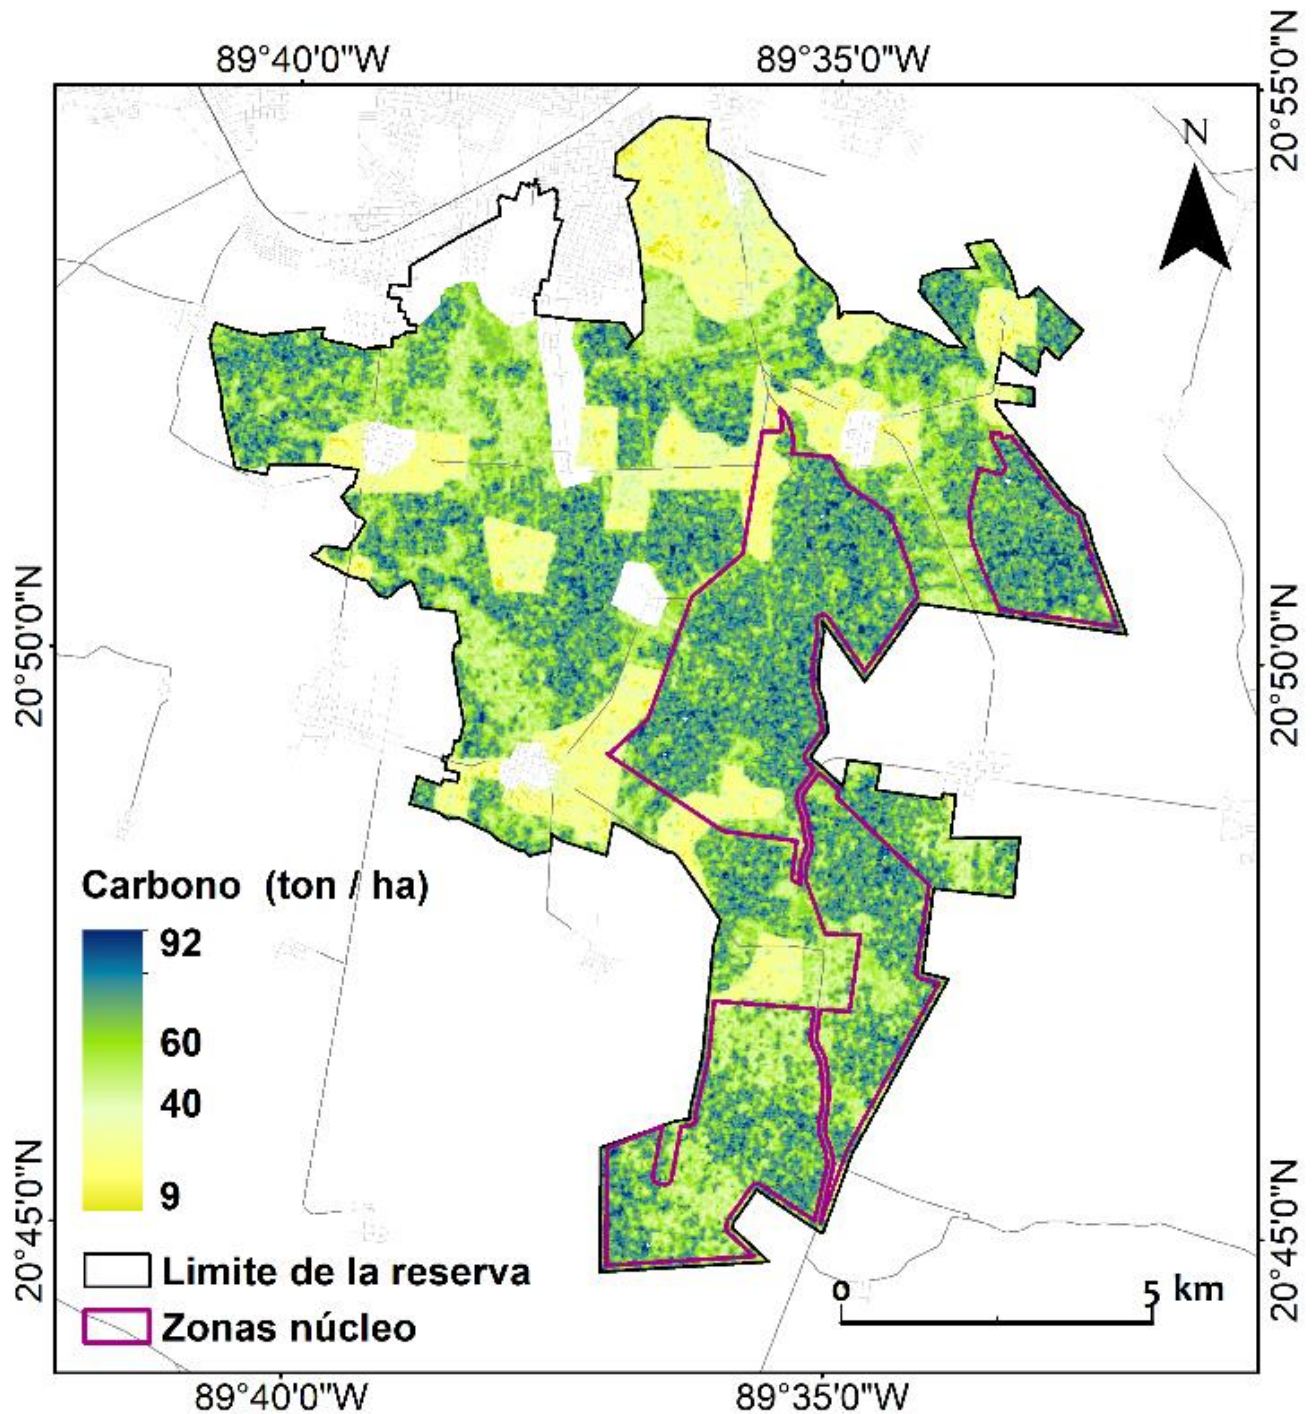 89°40'0"W
89°35'0"W
20°55'0"N
N
20°50'0"N
20°50'0"N
Carbono (ton / ha)
92
60
40
9
20°45'0"N
20°45'0"N
Limite de la reserva
Zonas núcleo
0
5 km
89°40'0"W
89°35'0"W